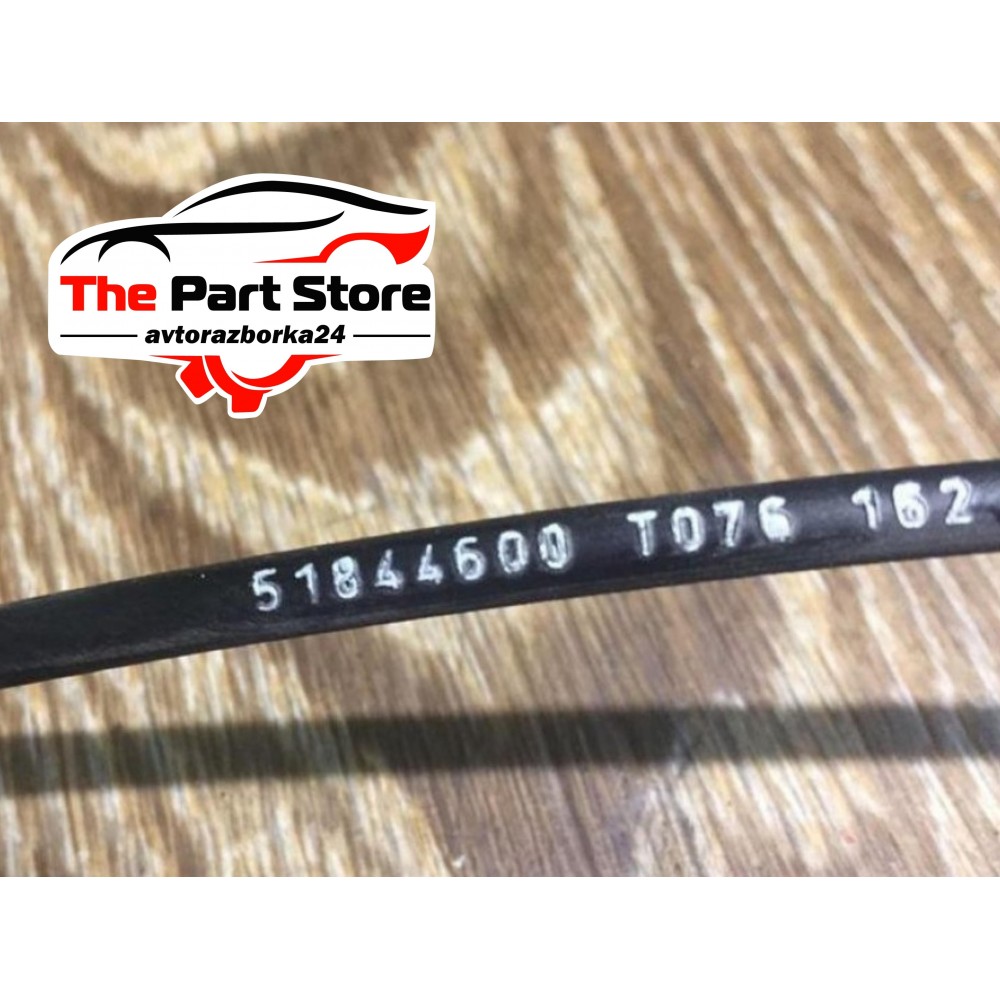 The Part Store
avtorazborka24
51844600 T076 162